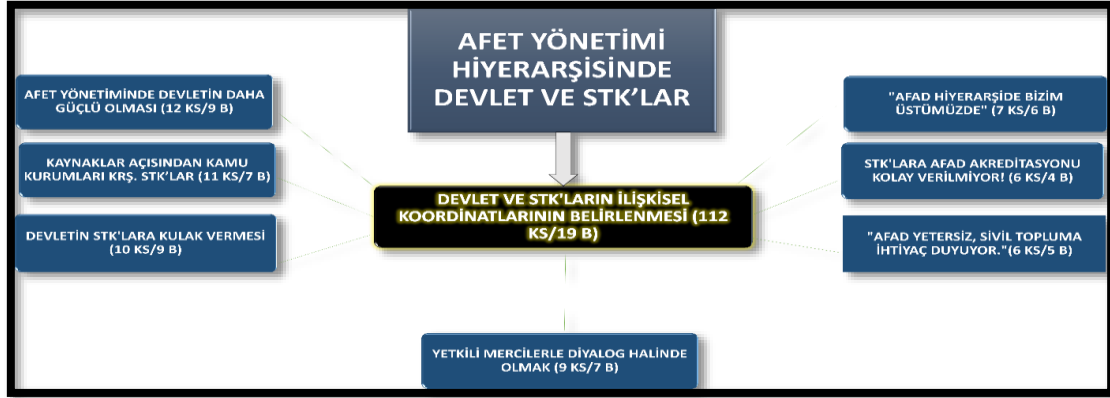 AFET YÖNETİMİ
HİYERARŞİSİNDE
DEVLET VE STK’LAR
AFET YÖNETİMİNDE DEVLETİN DAHA
GÜÇLÜ OLMASI (12 KS/9 B)
KAYNAKLAR AÇISINDAN KAMU
KURUMLARI KRŞ. STK’LAR (11 KS/7 B)
DEVLETİN STK'LARA KULAK VERMESİ
(10 KS/9 B)
DEVLET VE STK'LARIN İLİŞKİSEL
KOORDİNATLARININ BELİRLENMESİ (112
KS/19 B)
"AFAD HİYERARŞİDE BİZİM
ÜSTÜMÜZDE" (7 KS/6 B)
STK'LARA AFAD AKREDİTASYONU
KOLAY VERİLMİYOR! (6 KS/4 B)
"AFAD YETERSİZ, SİVİL TOPLUMA
İHTİYAÇ DUYUYOR."(6 KS/5 B)
YETKİLİ MERCİLERLE DİYALOG HALİNDE
OLMAK (9 KS/7 B)